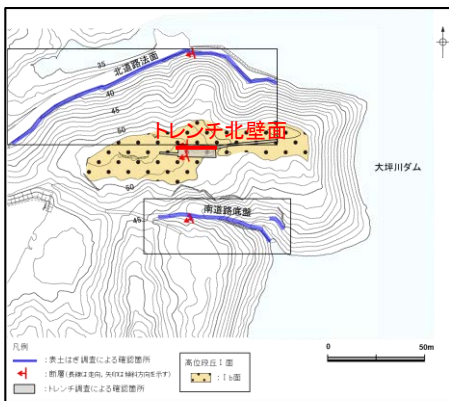 35
北道路法面
40
45
50
トレンチ北壁面
大坪川ダム
50
45
南道路底盤
凡例
:表土はぎ調査による確認箇所
:断層(長線は走向,矢印は傾斜方向を示す)
:トレンチ調査による確認箇所
高位段丘Ⅰ面
:Ⅰb面
0 50m